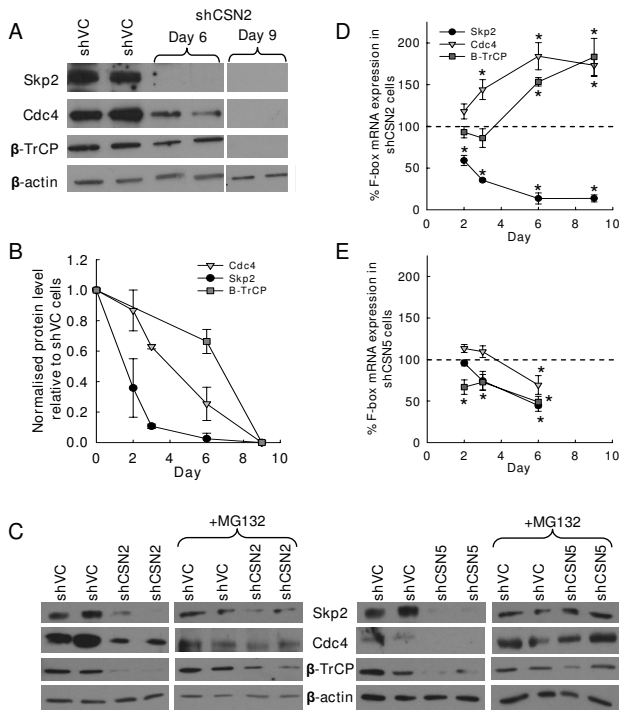 A
shVC
shVC
shCSN2
Day 6
Day 9
Skp2
Cdc4
β-TrCP
β-actin
B
Normalised protein level
relative to shVC cells
1.2
1.0
0.8
0.6
0.4
0.2
0.0
Cdc4
Skp2
B-TrCP
0 2 4 6 8 10
Day
D
% F-box mRNA expression in
shCSN2 cells
200
150
100
50
0
Skp2
Cdc4
B-TrCP
* * * * * * * *
0 2 4 6 8 10
Day
E
% F-box mRNA expression in
shCSN5 cells
200
150
100
50
0
* * * * *
0 2 4 6 8 10
Day
C
+MG132
shVC
shVC
shCSN2
shCSN2
shVC
shVC
shCSN2
shCSN2
+MG132
shVC
shVC
shCSN5
shCSN5
shVC
shVC
shCSN5
shCSN5
Skp2
Cdc4
β-TrCP
β-actin